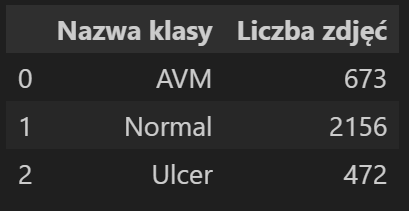 Nazwa klasy Liczba zdjęć
0 AVM 673
1 Normal 2156
2 Ulcer 472